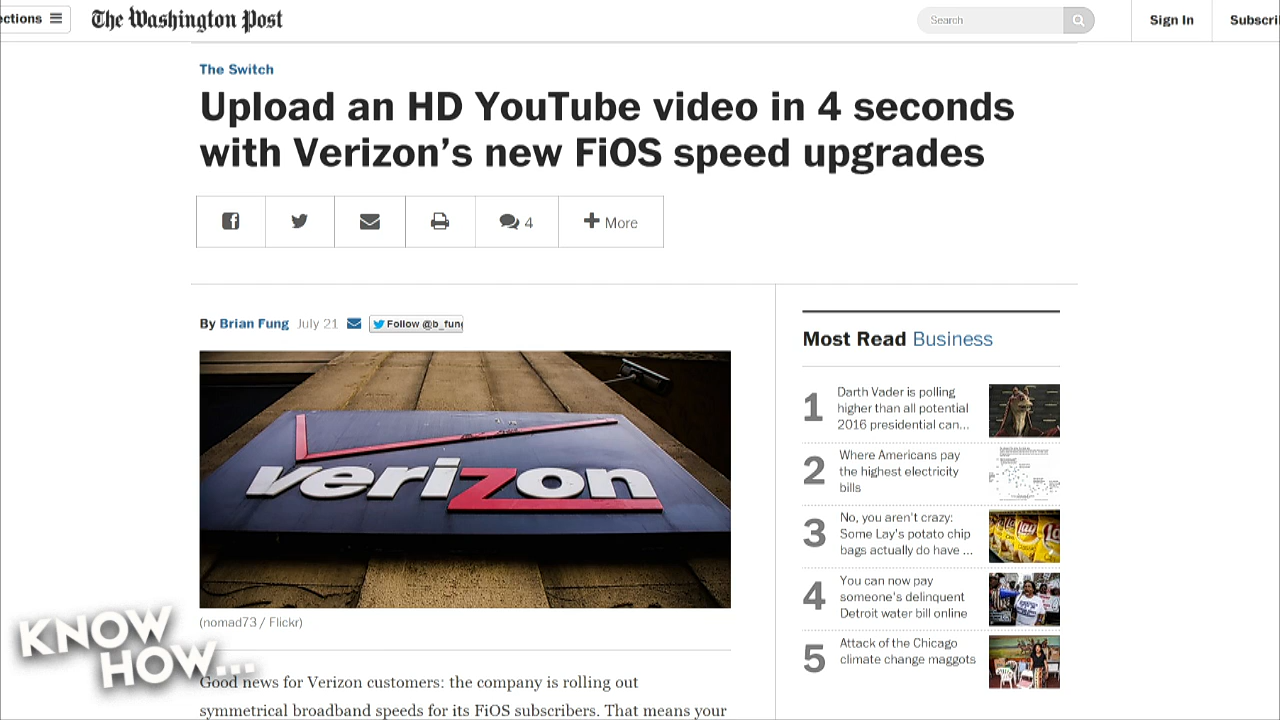 ections
The Washington Post
Search
Sign In
Subscri
The Switch
Upload an HD YouTube video in 4 seconds
with Verizon's new FiOS speed upgrades
4
More
By Brian Fung July 21
Follow @b_fung
verizon
(nomad73 / Flickr)
Good news for Verizon customers: the company is rolling out
symmetrical broadband speeds for its FiOS subscribers. That means your
Most Read Business
1
Darth Vader is polling
higher than all potential
2016 presidential can...
2
Where Americans pay
the highest electricity
bills
3
No, you aren't crazy:
Some Lay's potato chip
bags actually do have ...
4
You can now pay
someone's delinquent
Detroit water bill online
5
Attack of the Chicago
climate change maggots
KNOW
HOW...